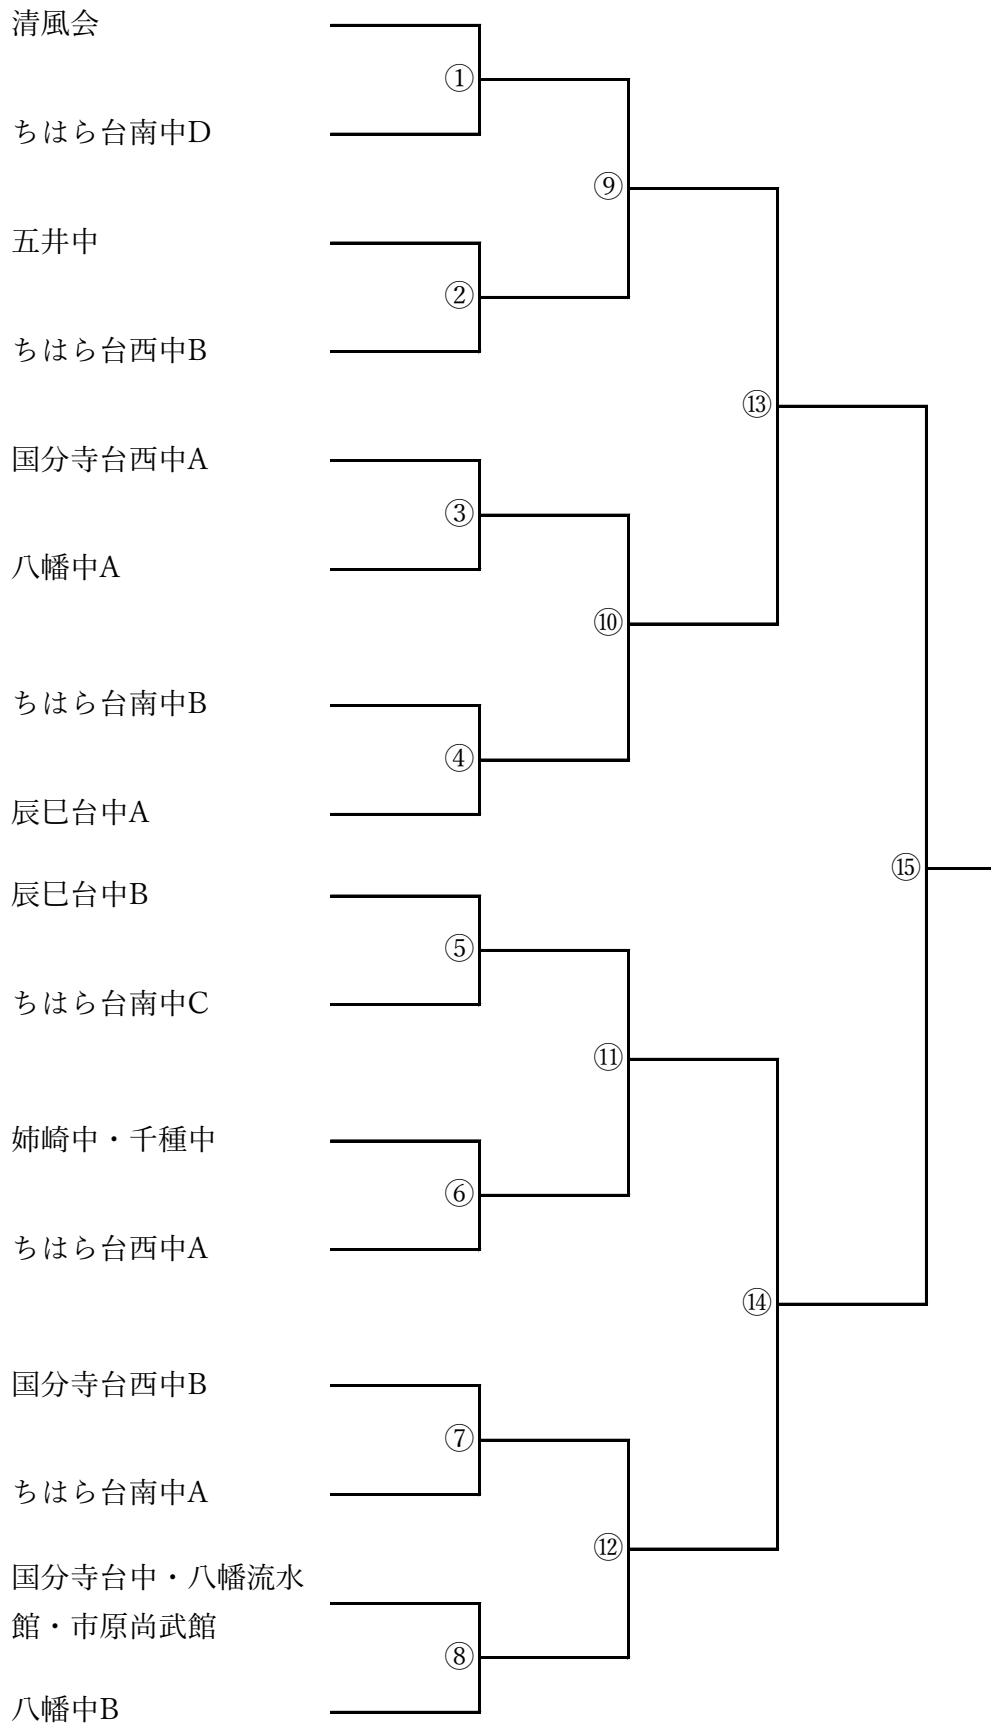 清風会
①
ちはら台南中D
⑨
五井中
②
ちはら台西中B
⑬
国分寺台西中A
③
八幡中A
⑩
ちはら台南中B
④
辰巳台中A
⑮
辰巳台中B
⑤
ちはら台南中C
⑪
姉崎中・千種中
⑥
ちはら台西中A
⑭
国分寺台西中B
⑦
ちはら台南中A
⑫
国分寺台中・八幡流水
館・市原尚武館
⑧
八幡中B